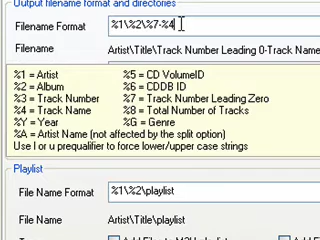 Output filename format and directories
Filename Format %1\%2\%7-%4
Filename Artist\Title\Track Number Leading 0-Track Name
%1 = Artist %5 = CD VolumeID
%2 = Album %6 = CDDB ID
%3 = Track Number %7 = Track Number Leading Zero
%4 = Track Name %8 = Total Number of Tracks
%Y = Year %G = Genre
%A = Artist Name (not affected by the split option)
Use l or u prequalifier to force lower/upper case strings
Playlist
File Name Format %1\%2\playlist
File Name Artist\Title\playlist